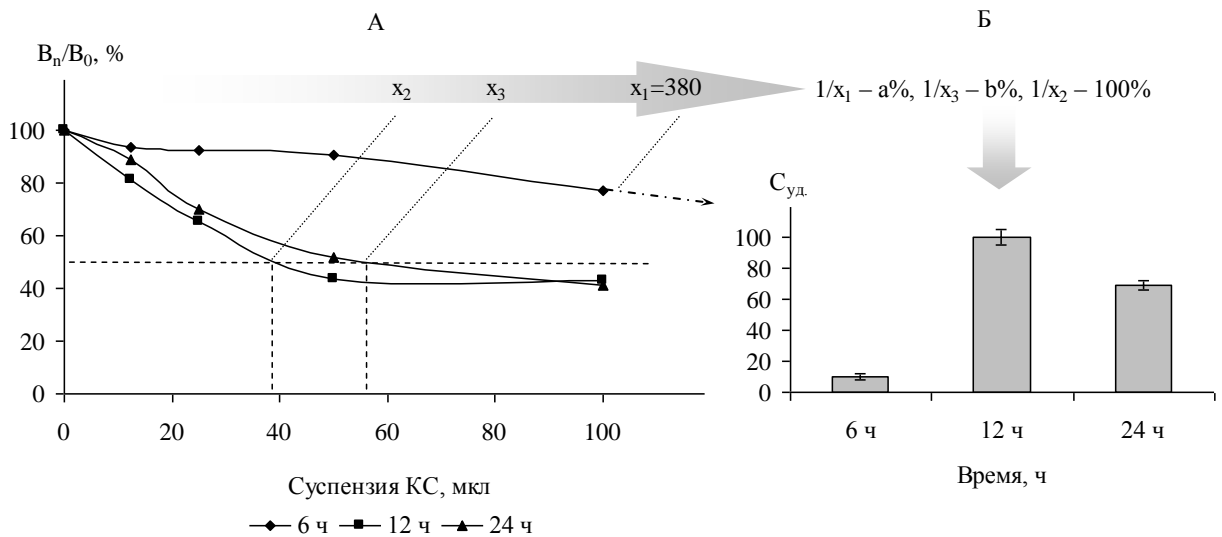 А
Б
Bn/B0, %
x2
x3
x1=380
1/x1 – a%, 1/x3 – b%, 1/x2 – 100%
100
80
60
40
20
0
0
20
40
60
80
100
Суспензия КС, мкл
6 ч
12 ч
24 ч
Cуд.
100
80
60
40
20
0
6 ч
12 ч
24 ч
Время, ч